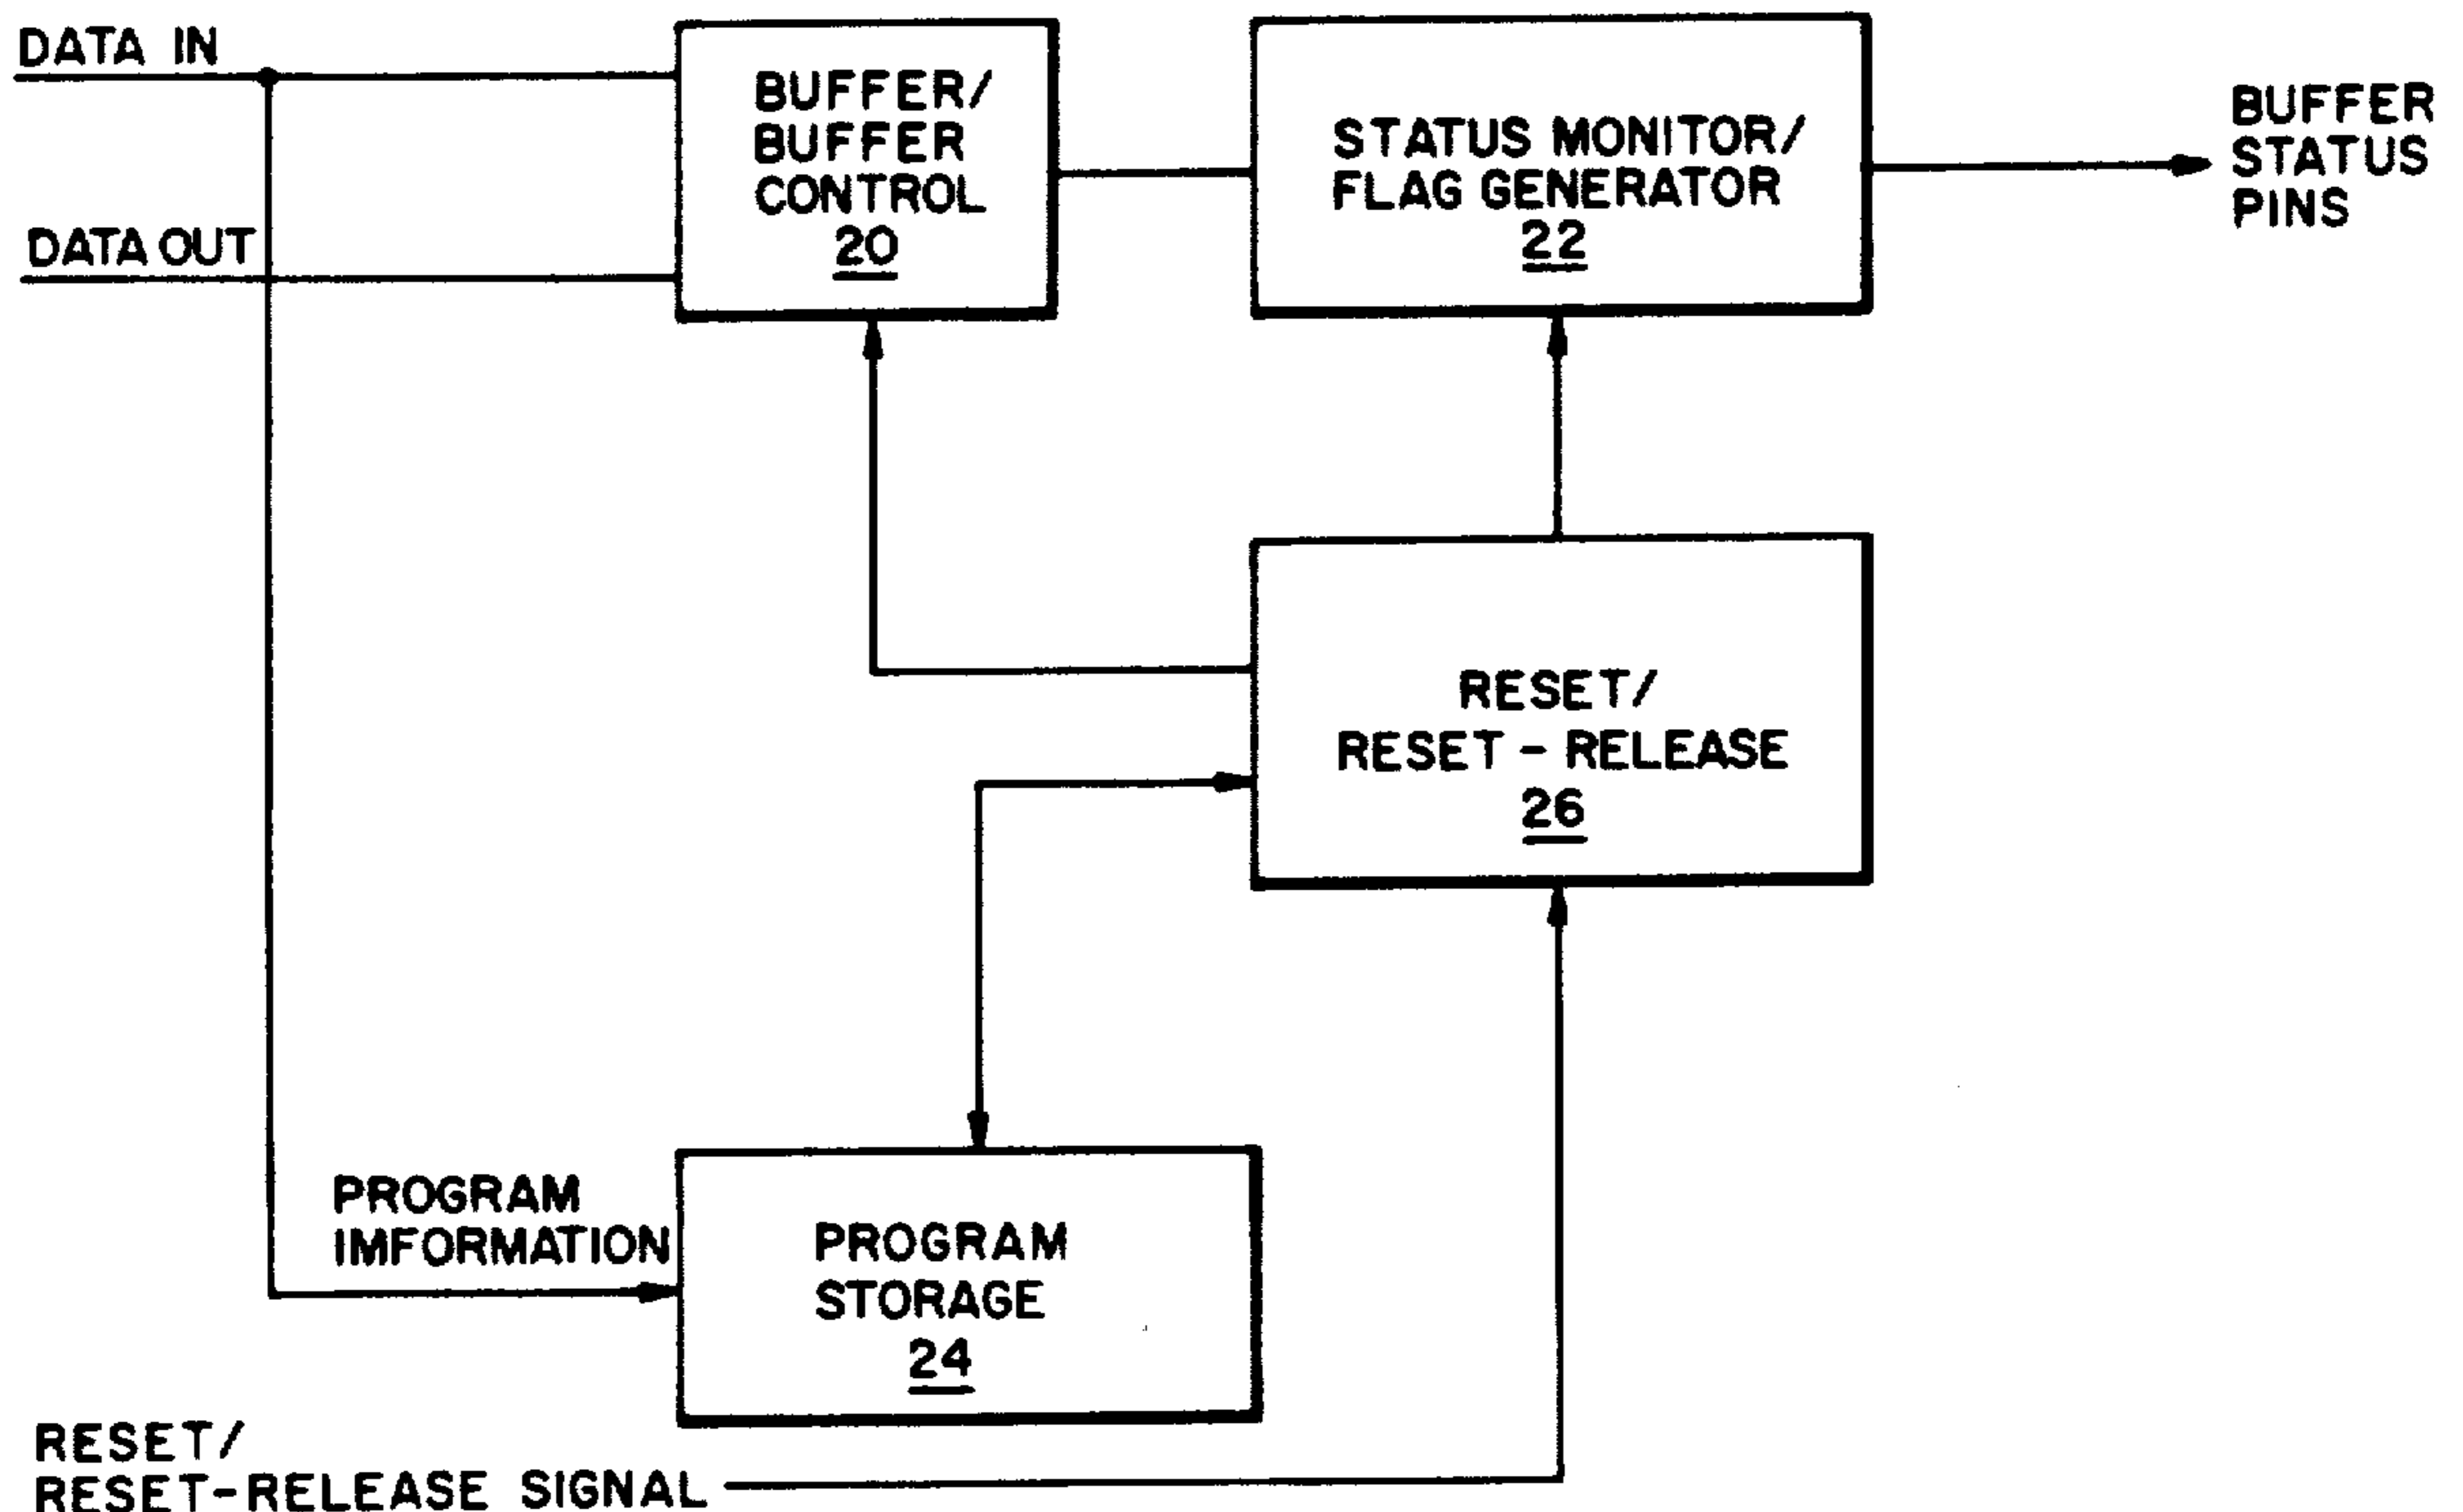 DATA IN
BUFFER/
BUFFER
CONTROL
20
STATUS MONITOR/
FLAG GENERATOR
22
BUFFER
STATUS
PINS
DATA OUT
RESET/
RESET - RELEASE
26
PROGRAM
IMFORMATION
PROGRAM
STORAGE
24
RESET/
RESET-RELEASE SIGNAL